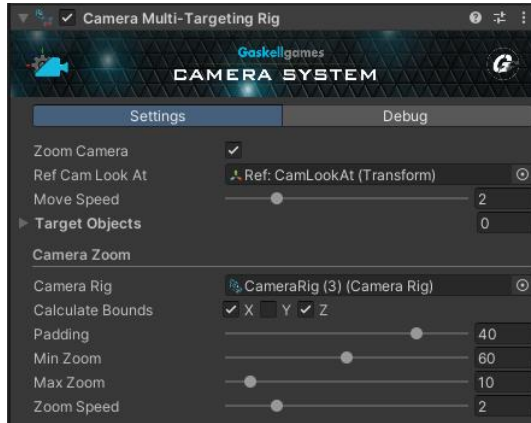 Camera Multi-Targeting Rig
Gaskellgames
CAMERA SYSTEM
G
Settings Debug
Zoom Camera
Ref Cam Look At Ref: CamLookAt (Transform)
Move Speed 2
Target Objects 0
Camera Zoom
Camera Rig CameraRig (3) (Camera Rig)
Calculate Bounds X Y Z
Padding 40
Min Zoom 60
Max Zoom 10
Zoom Speed 2